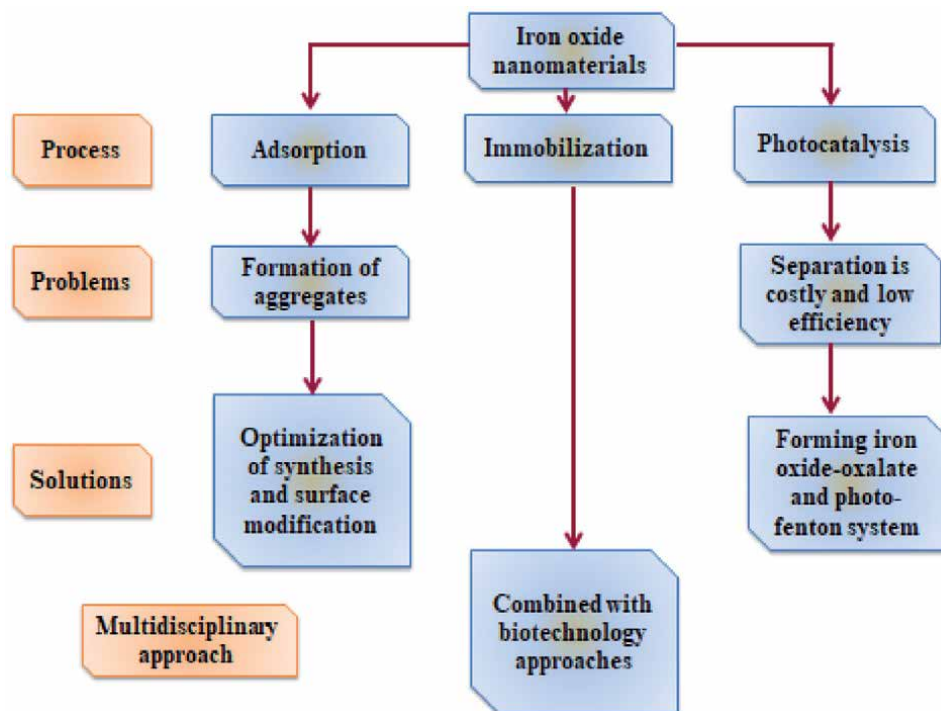 Iron oxide
nanomaterials
Process
Adsorption
Immobilization
Photocatalysis
Problems
Formation of
aggregates
Separation is
costly and low
efficiency
Solutions
Optimization
of synthesis
and surface
modification
Forming iron
oxide-oxalate
and photo-
fenton system
Multidisciplinary
approach
Combined with
biotechnology
approaches